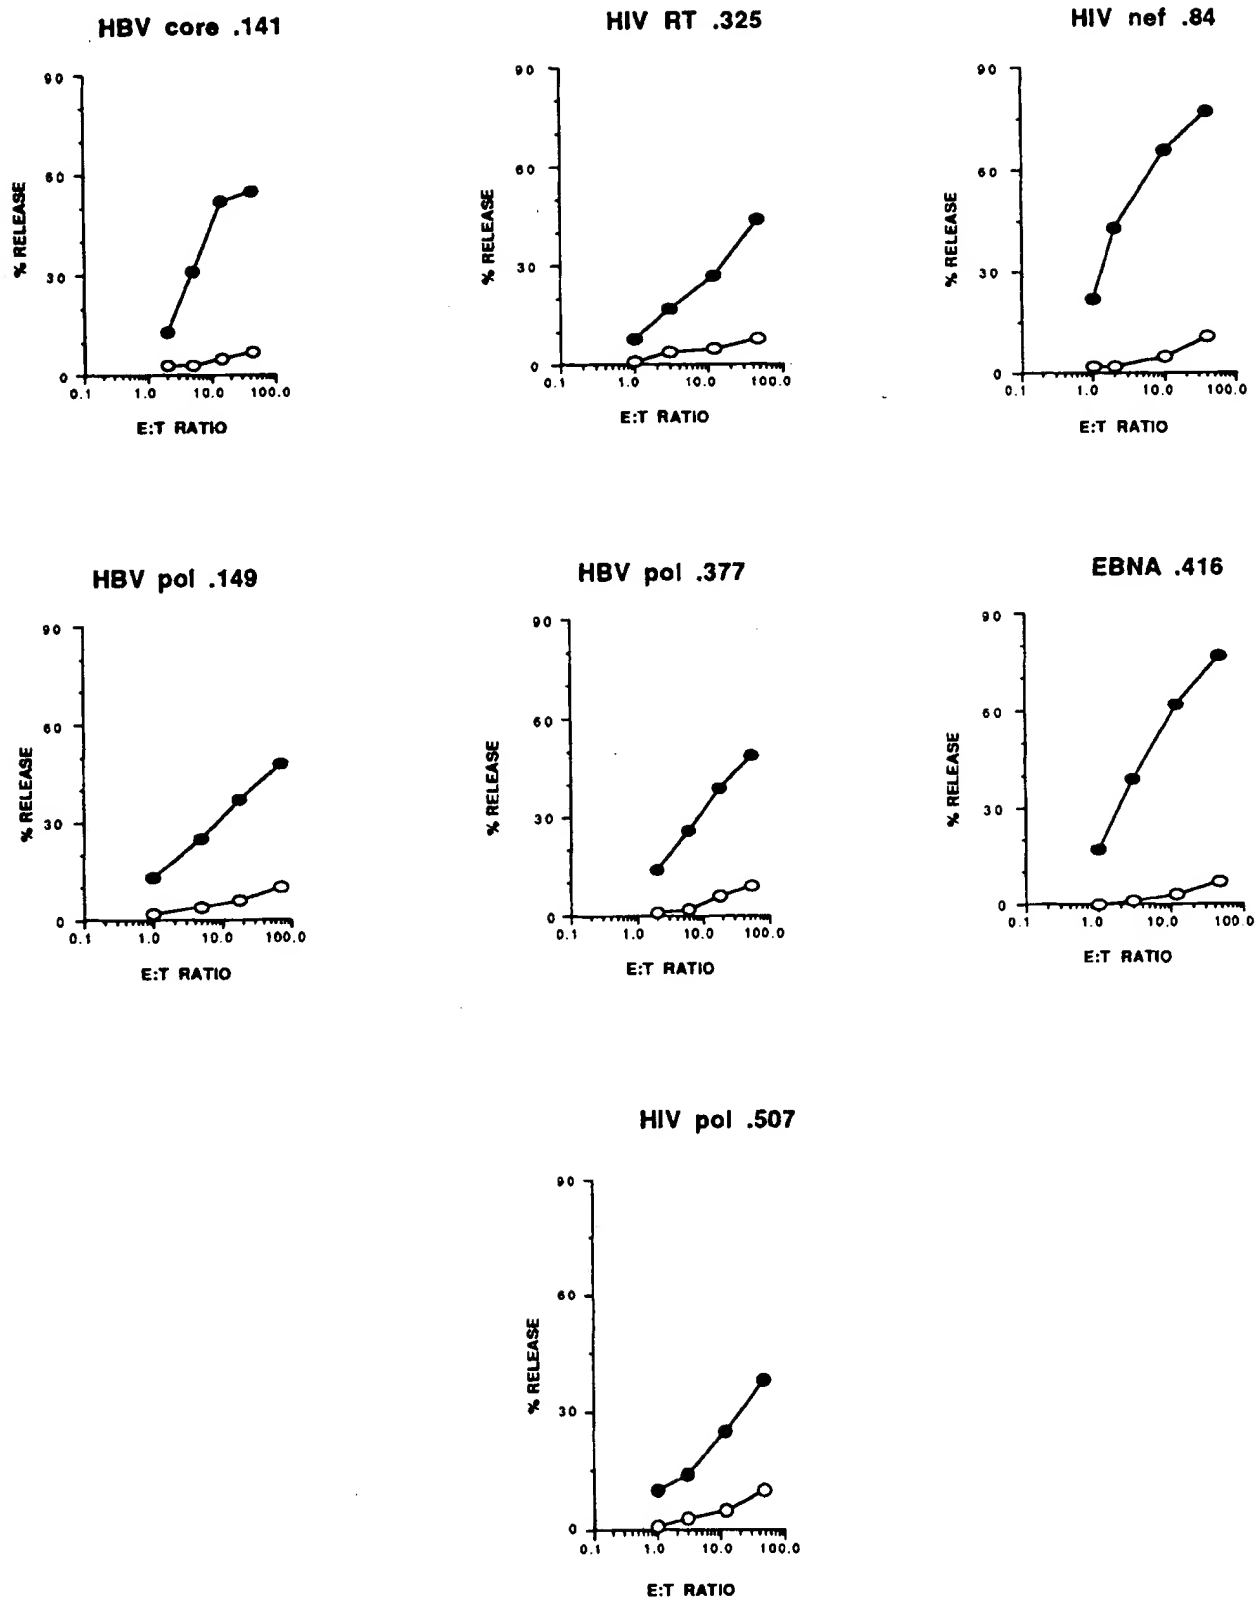 HBV core .141
90
60
30
0
% RELEASE
0.1 1.0 10.0 100.0
E:T RATIO
HIV RT .325
90
60
30
0
% RELEASE
0.1 1.0 10.0 100.0
E:T RATIO
HIV nef .84
90
60
30
0
% RELEASE
0.1 1.0 10.0 100.0
E:T RATIO
HBV pol .149
90
60
30
0
% RELEASE
0.1 1.0 10.0 100.0
E:T RATIO
HBV pol .377
90
60
30
0
% RELEASE
0.1 1.0 10.0 100.0
E:T RATIO
EBNA .416
90
60
30
0
% RELEASE
0.1 1.0 10.0 100.0
E:T RATIO
HIV pol .507
90
60
30
0
% RELEASE
0.1 1.0 10.0 100.0
E:T RATIO